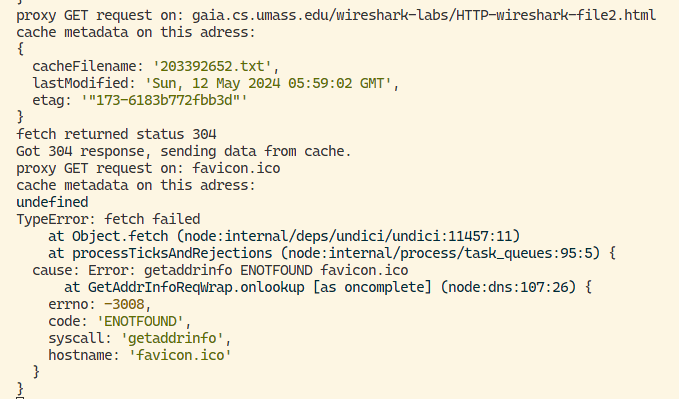 proxy GET request on: gaia.cs.umass.edu/wireshark-labs/HTTP-wireshark-file2.html
cache metadata on this adress:
{
  cacheFilename: '203392652.txt',
  lastModified: 'Sun, 12 May 2024 05:59:02 GMT',
  etag: '"173-6183b772fbb3d"'
}
fetch returned status 304
Got 304 response, sending data from cache.
proxy GET request on: favicon.ico
cache metadata on this adress:
undefined
TypeError: fetch failed
    at Object.fetch (node:internal/deps/undici/undici:11457:11)
    at processTicksAndRejections (node:internal/process/task_queues:95:5) {
  cause: Error: getaddrinfo ENOTFOUND favicon.ico
      at GetAddrInfoReqWrap.onlookup [as oncomplete] (node:dns:107:26) {
    errno: -3008,
    code: 'ENOTFOUND',
    syscall: 'getaddrinfo',
    hostname: 'favicon.ico'
  }
}